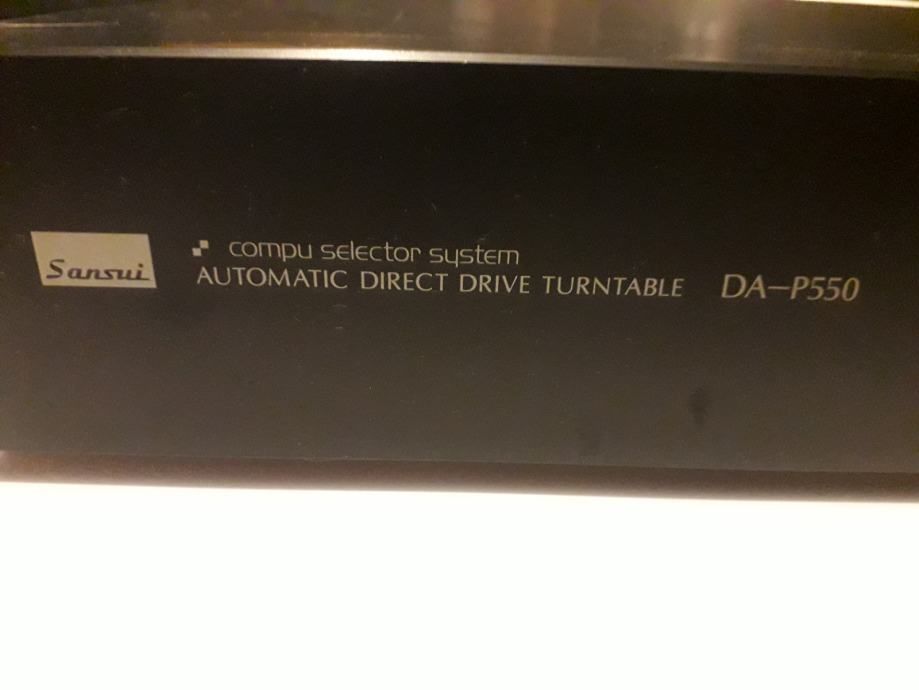 Sansui
compu selector system
AUTOMATIC DIRECT DRIVE TURNTABLE DA-P550